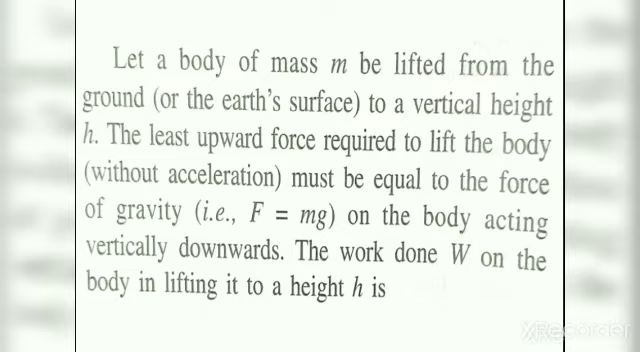 Let a body of mass m be lifted from the
ground (or the earth's surface) to a vertical height
h. The least upward force required to lift the body
(without acceleration) must be equal to the force
of gravity (i.e., F = mg) on the body acting
vertically downwards. The work done W on the
body in lifting it to a height h is
XRecorder